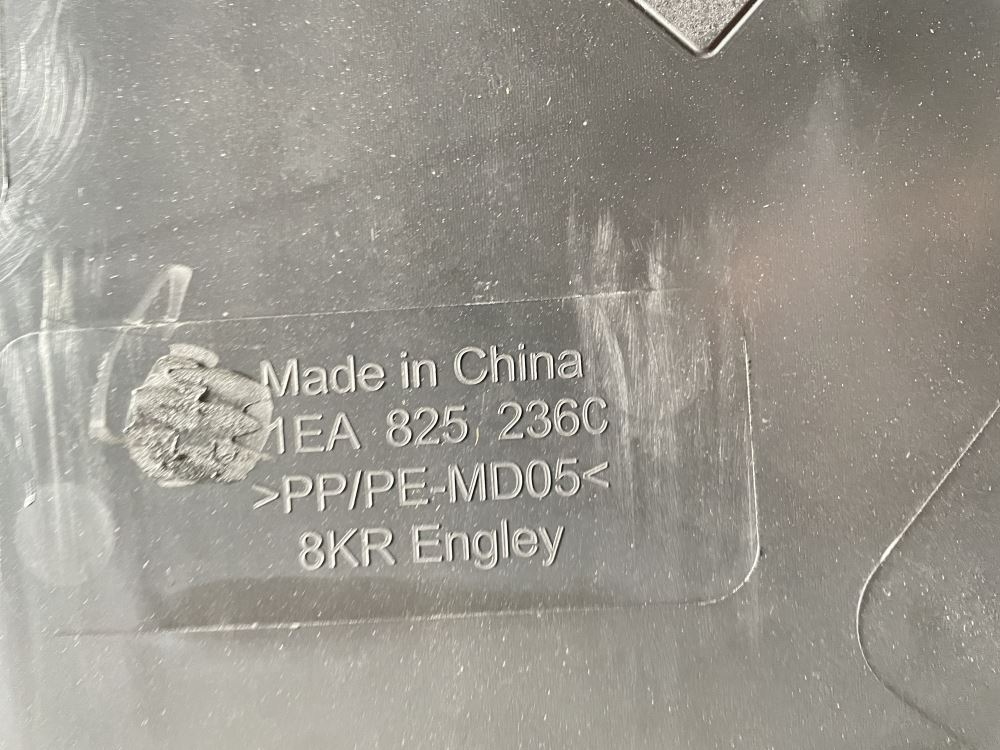 Made in China
1EA 825 236C
>PP/PE-MD05<
8KR Engley